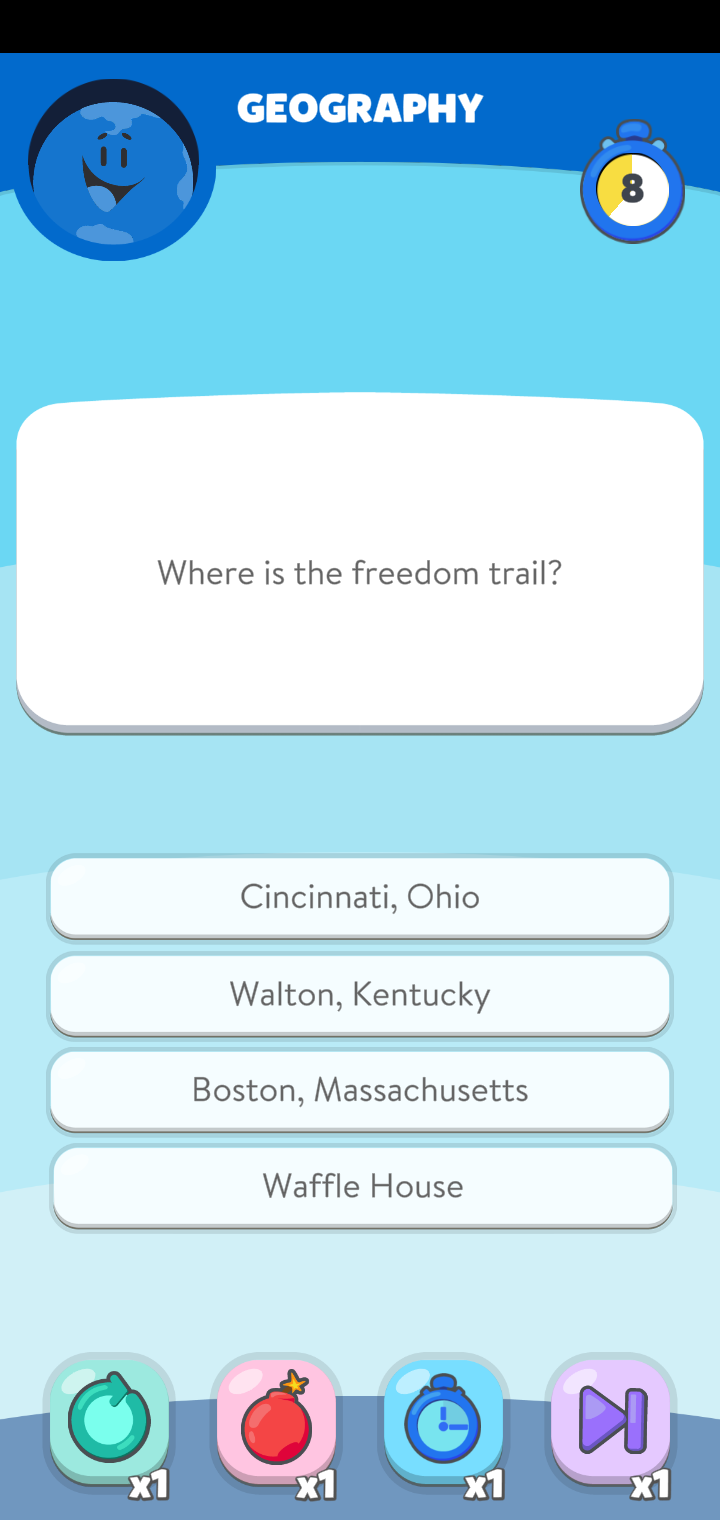 GEOGRAPHY
8
Where is the freedom trail?
Cincinnati, Ohio
Walton, Kentucky
Boston, Massachusetts
Waffle House
x1 x1 x1 x1